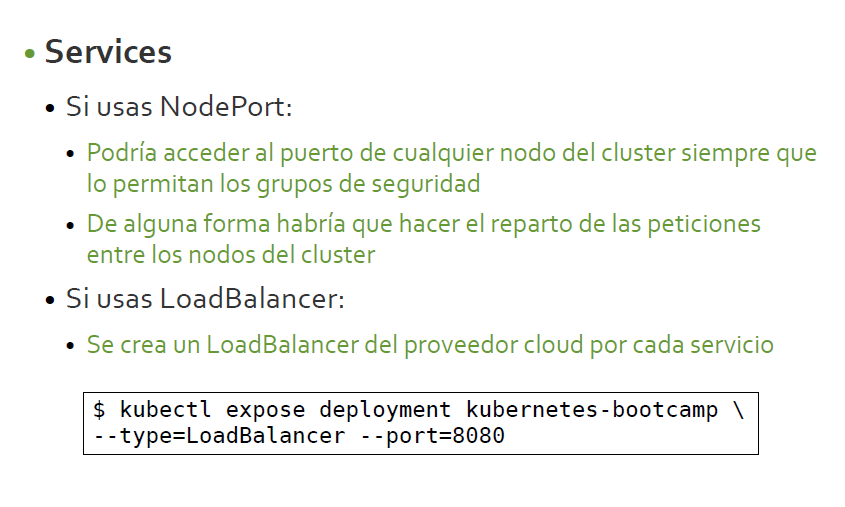 • Services
• Si usas NodePort:
• Podría acceder al puerto de cualquier nodo del cluster siempre que
lo permitan los grupos de seguridad
• De alguna forma habría que hacer el reparto de las peticiones
entre los nodos del cluster
• Si usas LoadBalancer:
• Se crea un LoadBalancer del proveedor cloud por cada servicio
$ kubectl expose deployment kubernetes-bootcamp \
--type=LoadBalancer --port=8080